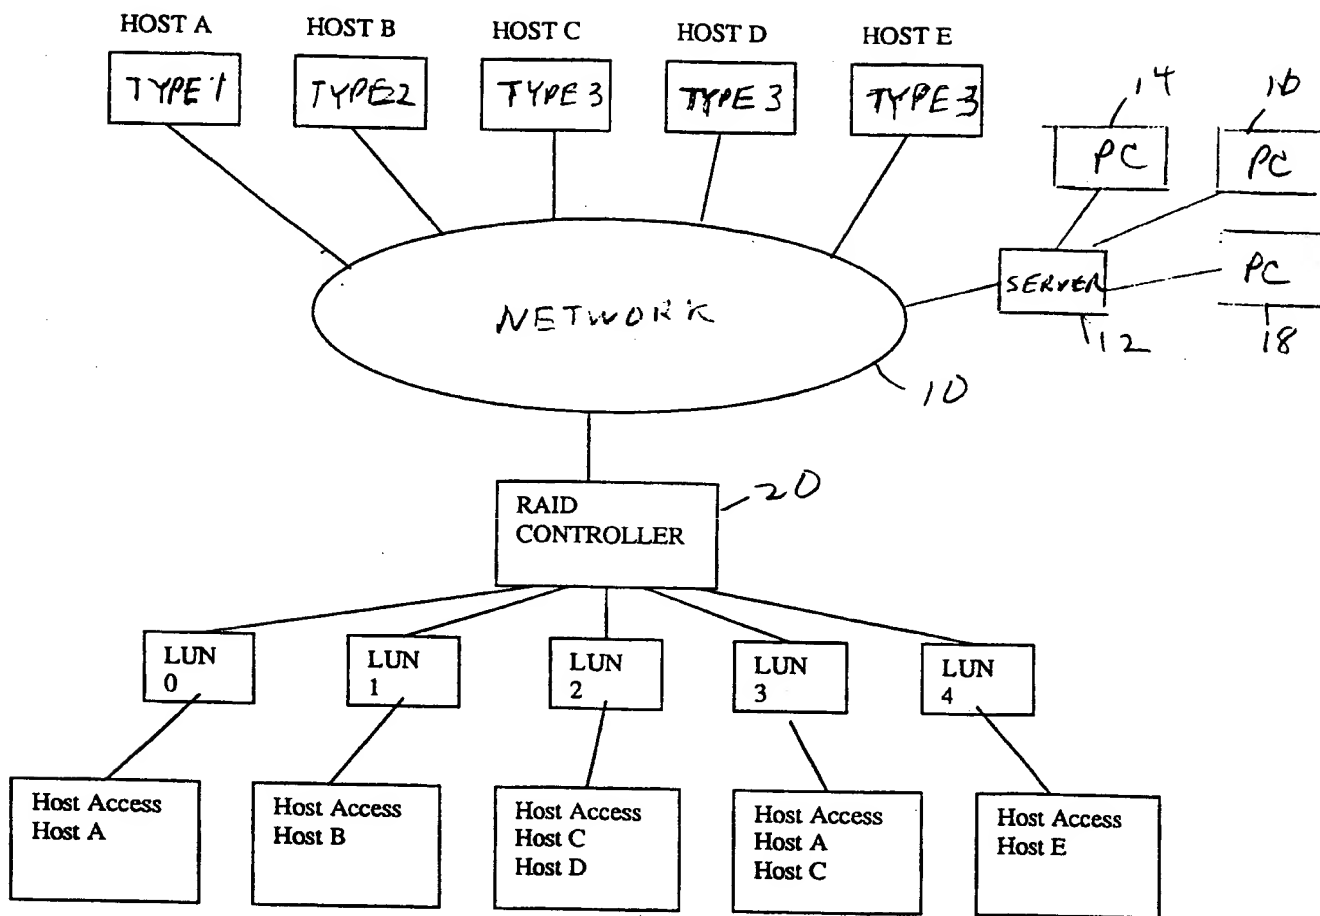 HOST A
HOST B
HOST C
HOST D
HOST E
TYPE 1
TYPE 2
TYPE 3
TYPE 3
TYPE 3
14
16
PC
PC
SERVER
PC
12
18
NETWORK
10
RAID
CONTROLLER
20
LUN
0
LUN
1
LUN
2
LUN
3
LUN
4
Host Access
Host A
Host Access
Host B
Host Access
Host C
Host D
Host Access
Host A
Host C
Host Access
Host E